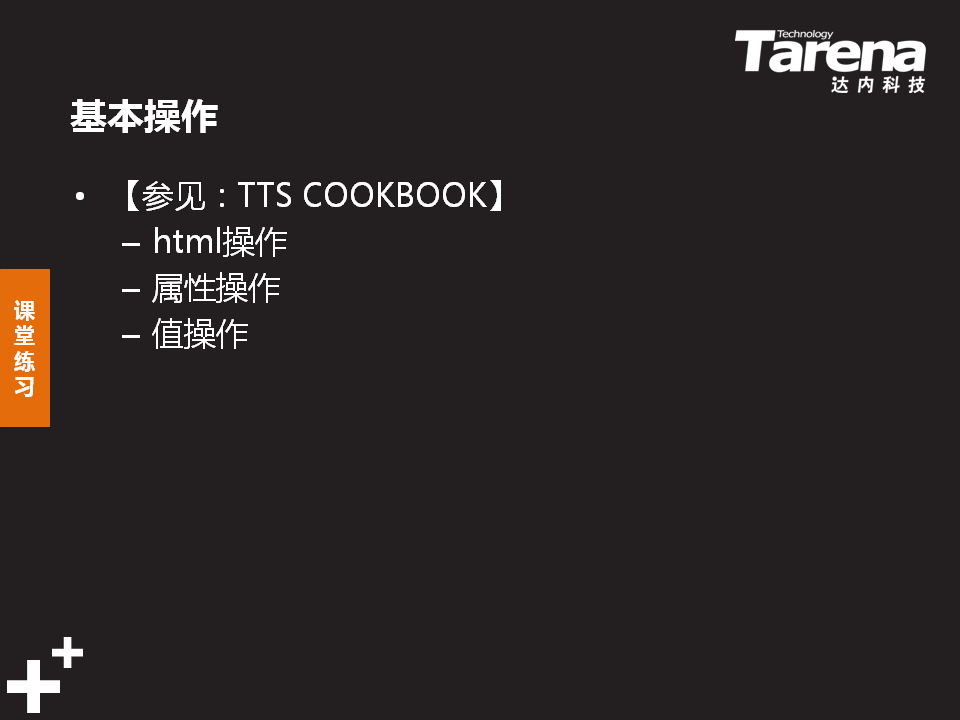 Technology
Tarena
达内科技
基本操作
• 【参见：TTS COOKBOOK】
– html操作
– 属性操作
– 值操作
课
堂
练
习